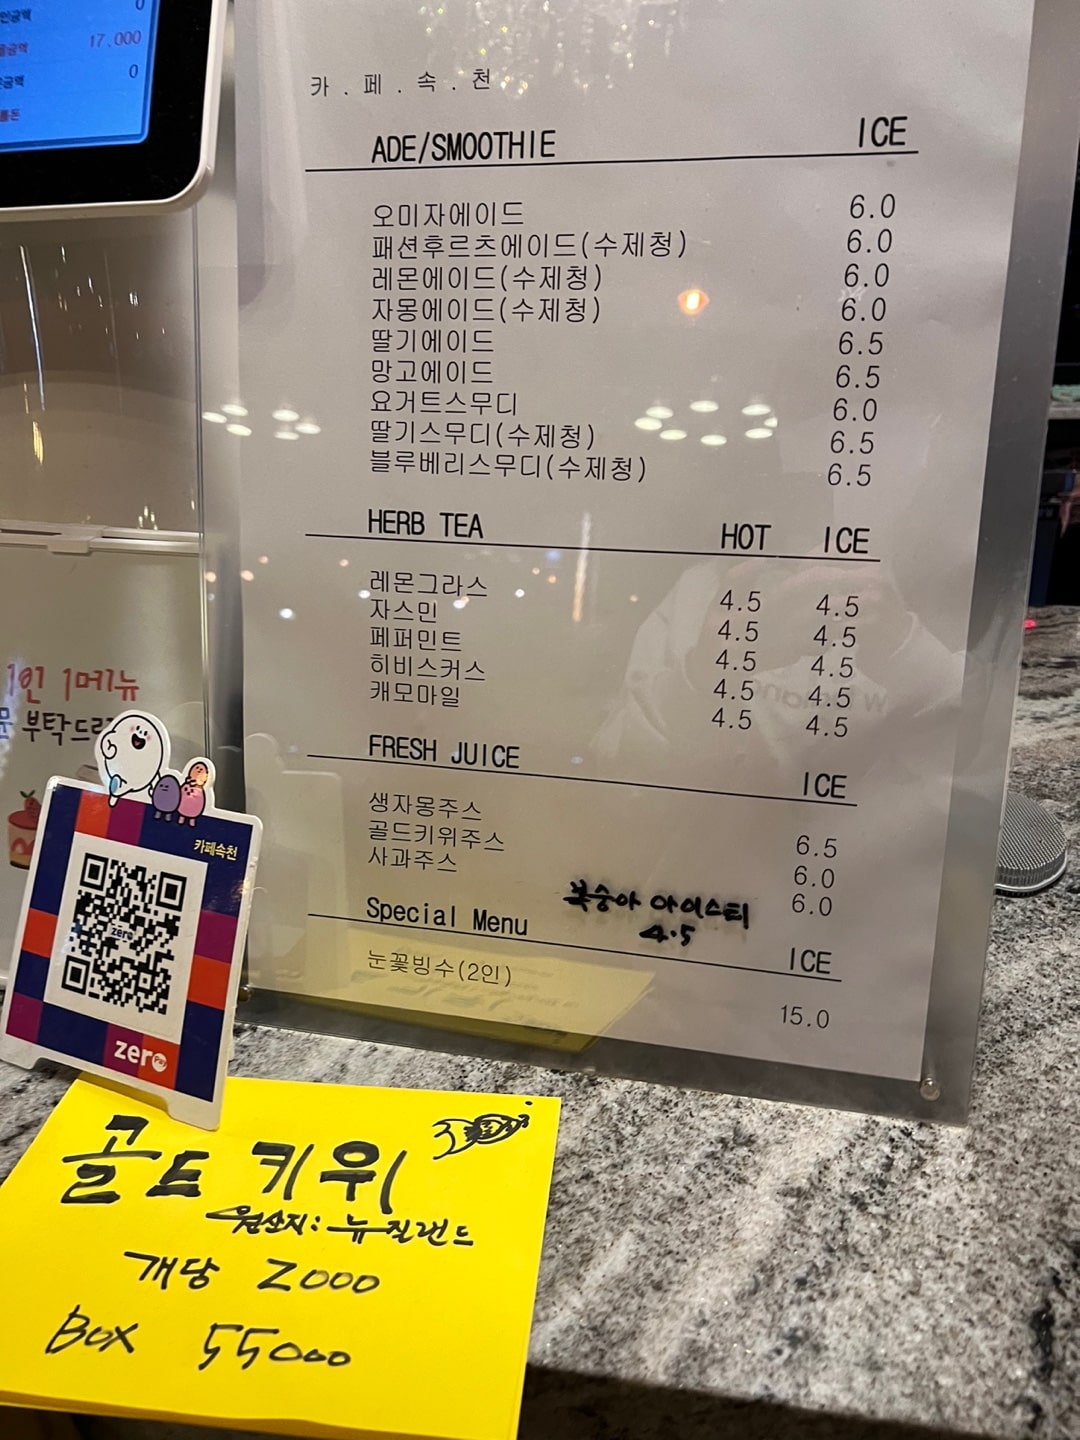 17,000
0
카.페.속.천
ADE/SMOOTHIE ICE
오미자에이드 6.0
패션후르츠에이드(수제청) 6.0
레몬에이드(수제청) 6.0
자몽에이드(수제청) 6.0
딸기에이드 6.5
망고에이드 6.5
요거트스무디 6.0
딸기스무디(수제청) 6.5
블루베리스무디(수제청) 6.5
HERB TEA HOT ICE
레몬그라스 4.5 4.5
자스민 4.5 4.5
페퍼민트 4.5 4.5
히비스커스 4.5 4.5
캐모마일 4.5 4.5
FRESH JUICE ICE
생자몽주스 6.5
골드키위주스 6.0
사과주스 6.0
복숭아 아이스티
4.5
Special Menu ICE
눈꽃빙수(2인) 15.0
1인 1메뉴
부탁드
카페속천
zero
zero Pay
골드 키위
원산지: 뉴질랜드
개당 2000
Box 55000